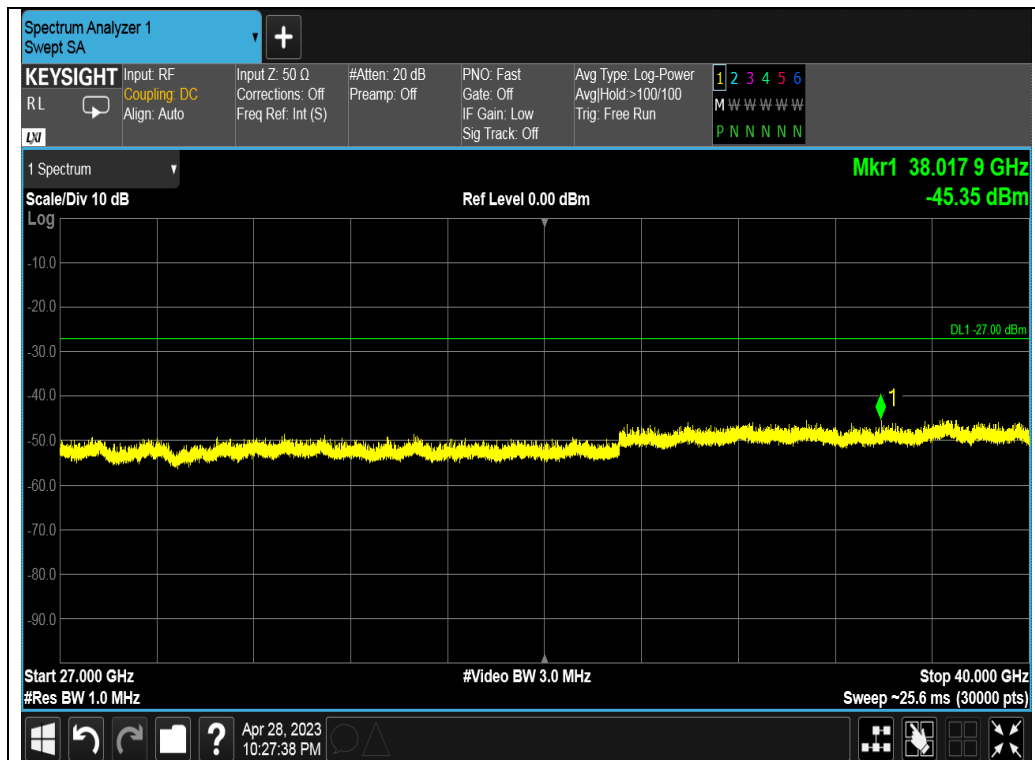 Spectrum Analyzer 1
Swept SA
+
KEYSIGHT
RL
LXI
Input: RF
Coupling: DC
Align: Auto
Input Z: 50 Ω
Corrections: Off
Freq Ref: Int (S)
#Atten: 20 dB
Preamp: Off
PNO: Fast
Gate: Off
IF Gain: Low
Sig Track: Off
Avg Type: Log-Power
Avg|Hold:>100/100
Trig: Free Run
1 2 3 4 5 6
M W W W W W
P N N N N N
1 Spectrum
Mkr1 38.017 9 GHz
-45.35 dBm
Scale/Div 10 dB
Ref Level 0.00 dBm
Log
-10.0
-20.0
DL1 -27.00 dBm
-30.0
-40.0
1
-50.0
-60.0
-70.0
-80.0
-90.0
Start 27.000 GHz
#Video BW 3.0 MHz
Stop 40.000 GHz
#Res BW 1.0 MHz
Sweep ~25.6 ms (30000 pts)
?
Apr 28, 2023
10:27:38 PM